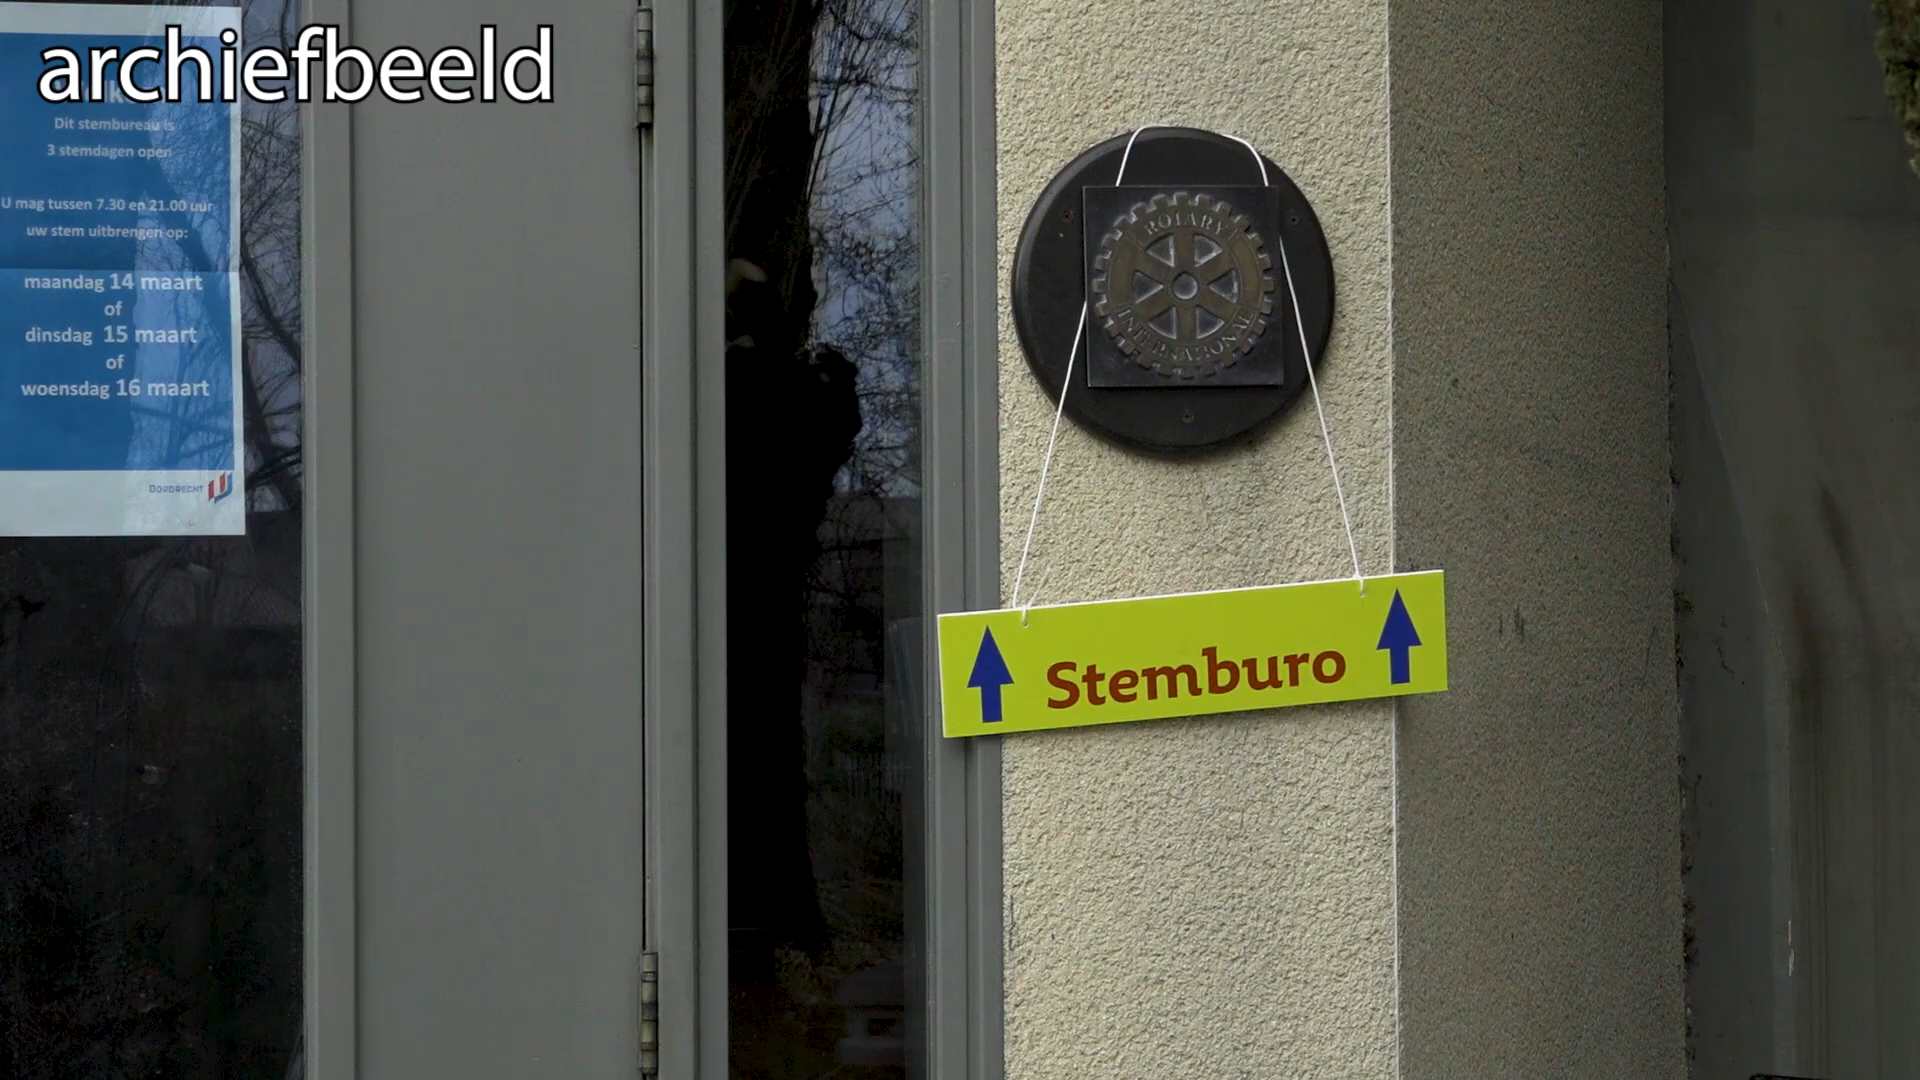 archiefbeeld
Dit stembureau is
3 stemdagen open
U mag tussen 7.30 en 21.00 uur
uw stem uitbrengen op:
maandag 14 maart
of
dinsdag 15 maart
of
woensdag 16 maart
DORDRECHT
ROTARY
INTERNATIONAL
Stemburo